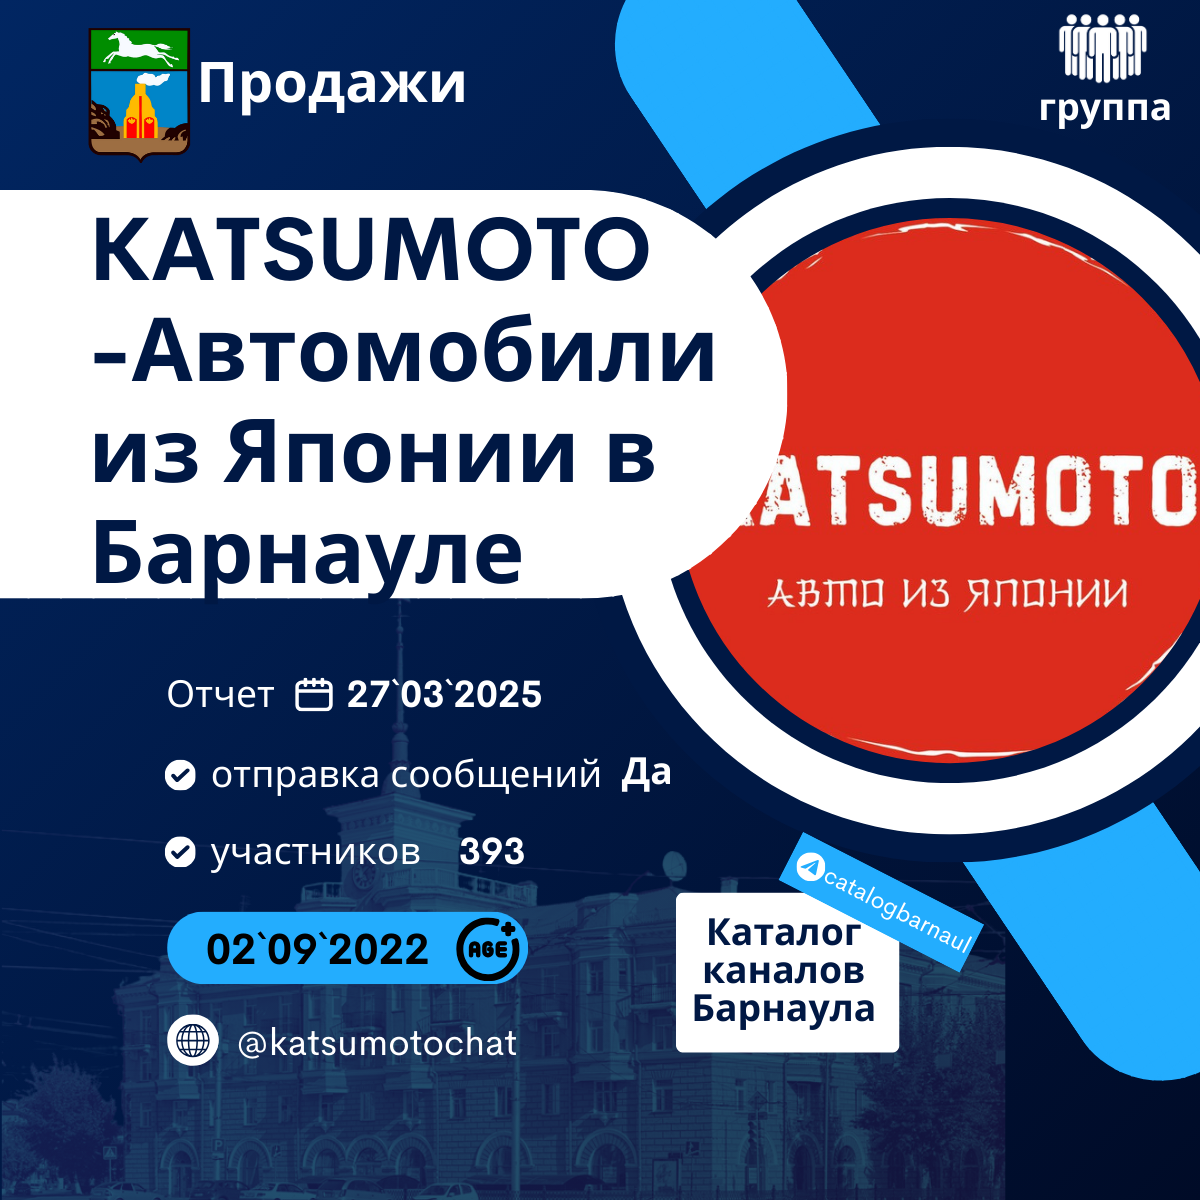 Продажи
группа
KATSUMOTO
-Автомобили
из Японии в
Барнауле
ATSUMOTO
АВТО ИЗ ЯПОНИИ
Отчет 27`03`2025
отправка сообщений Да
участников 393
02`09`2022 AGE+
@katsumotochat
catalogbarnaul
Каталог
каналов
Барнаула